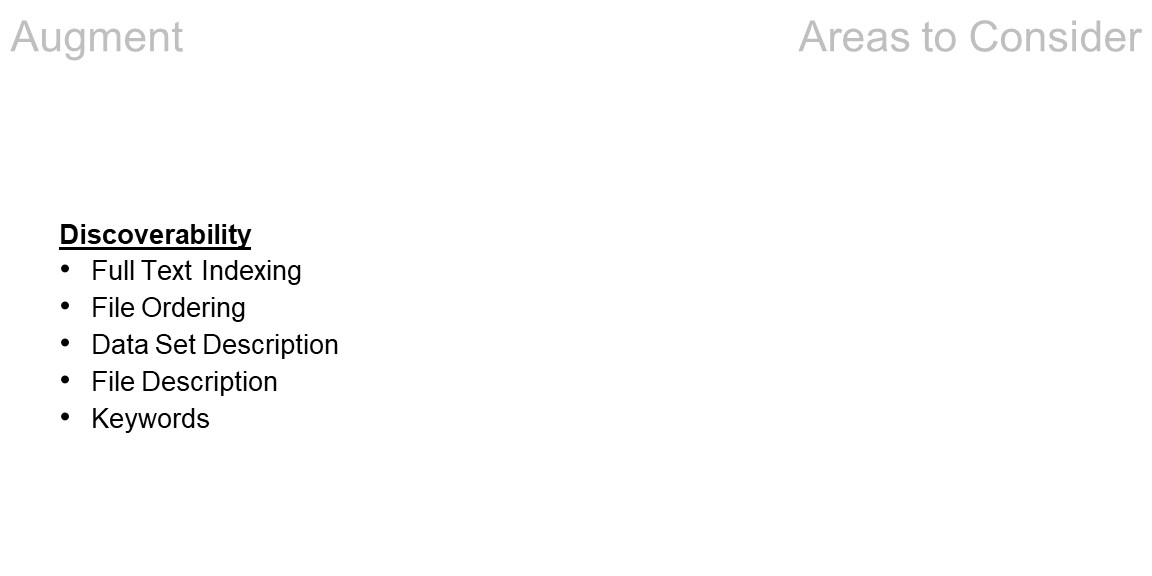 Augment
Areas to Consider
Discoverability
• Full Text Indexing
• File Ordering
• Data Set Description
• File Description
• Keywords